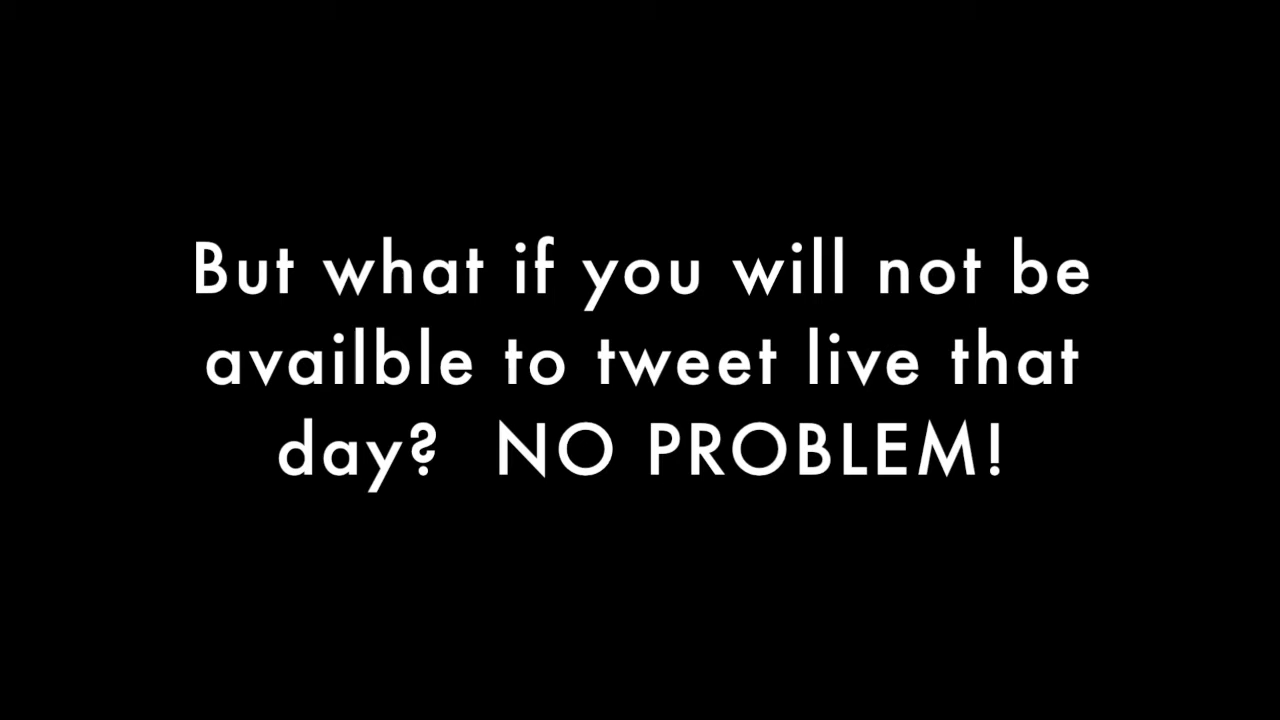 But what if you will not be
availble to tweet live that
day?  NO PROBLEM!